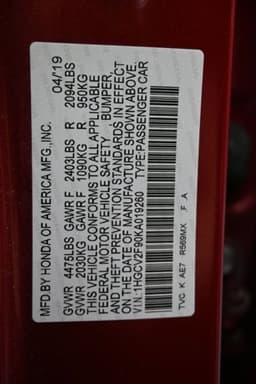 MFD. BY HONDA OF AMERICA MFG.,INC. 04/19
GVWR 4475LBS GAWR F 2403LBS R 2094LBS
GVWR 2030KG GAWR F 1090KG R 950KG
THIS VEHICLE CONFORMS TO ALL APPLICABLE
FEDERAL MOTOR VEHICLE SAFETY , BUMPER,
AND THEFT PREVENTION STANDARDS IN EFFECT
ON THE DATE OF MANUFACTURE SHOWN ABOVE.
V.I.N.:1HGCV2F90KA019260 TYPE:PASSENGER CAR
TVC K AE7 R569MX F A